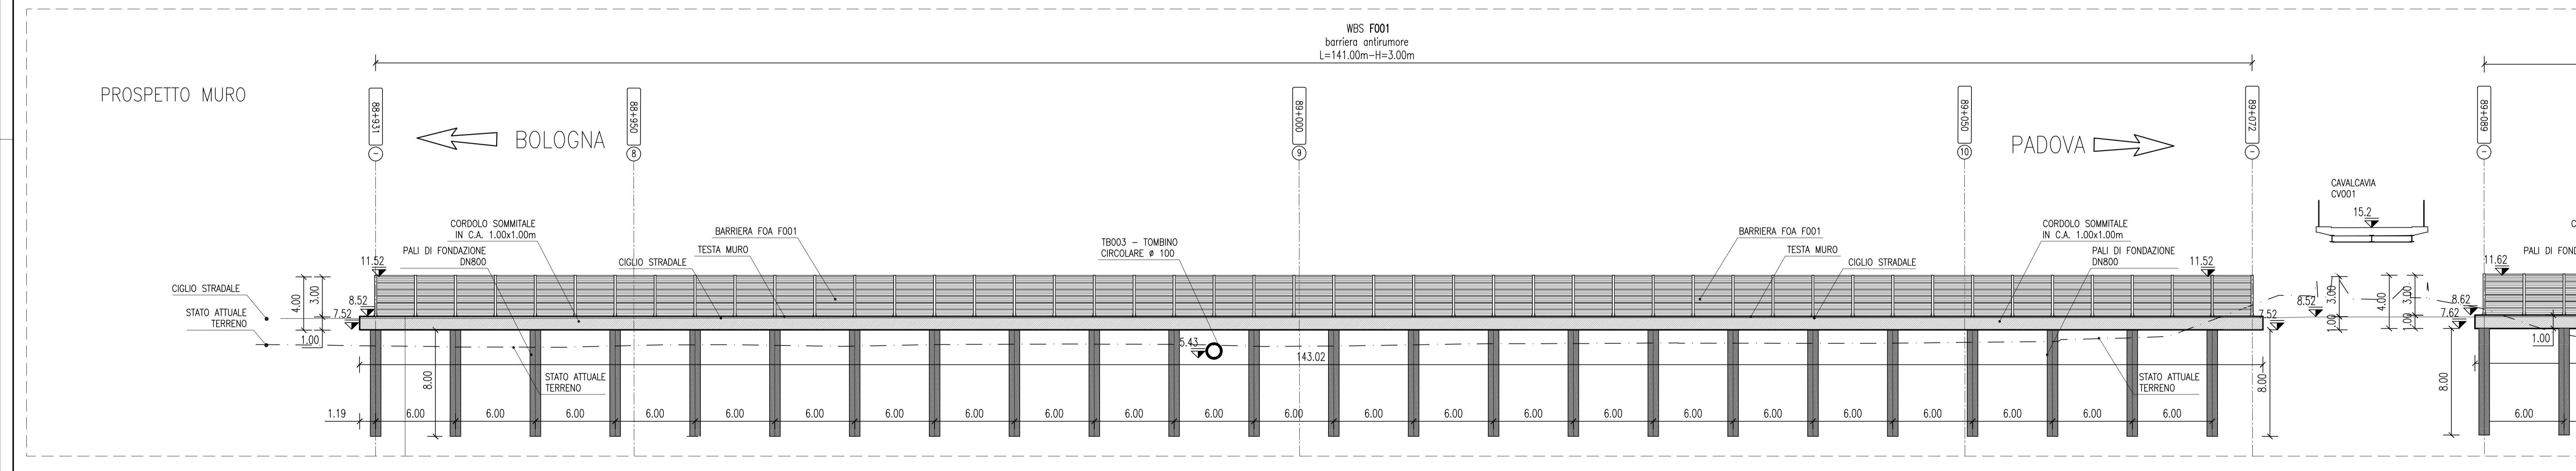 WBS F001
barriera antirumore
L=141.00m-H=3.00m
PROSPETTO MURO
88+931
-
BOLOGNA
88+950
8
89+000
9
89+050
10
PADOVA
89+072
-
89+089
-
CAVALCAVIA
CV001
15.2
CORDOLO SOMMITALE
IN C.A. 1.00x1.00m
PALI DI FONDAZIONE
DN800
CIGLIO STRADALE
TESTA MURO
BARRIERA FOA F001
TB003 - TOMBINO
CIRCOLARE ø 100
BARRIERA FOA F001
TESTA MURO
CIGLIO STRADALE
CORDOLO SOMMITALE
IN C.A. 1.00x1.00m
PALI DI FONDAZIONE
DN800
C
PALI DI FOND
11.52
11.52
11.62
CIGLIO STRADALE
STATO ATTUALE
TERRENO
4.00
3.00
1.00
8.52
7.52
8.52
7.52
3.00
1.00
4.00
3.00
1.00
8.62
7.62
1.00
5.43
143.02
STATO ATTUALE
TERRENO
STATO ATTUALE
TERRENO
8.00
8.00
8.00
1.19
6.00 6.00 6.00 6.00 6.00 6.00 6.00 6.00 6.00 6.00 6.00 6.00 6.00 6.00 6.00 6.00 6.00 6.00 6.00 6.00 6.00 6.00 6.00
6.00